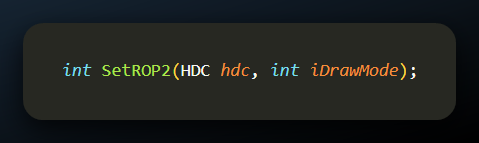 int SetROP2(HDC hdc, int iDrawMode);